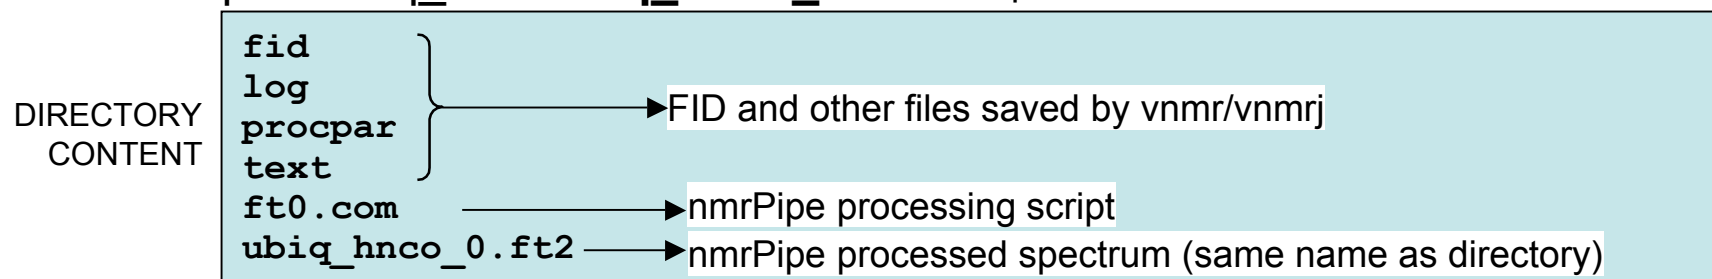 DIRECTORY CONTENT
fid
log
procpar
text
FID and other files saved by vnmr/vnmrj
ft0.com nmrPipe processing script
ubiq_hnco_0.ft2 nmrPipe processed spectrum (same name as directory)